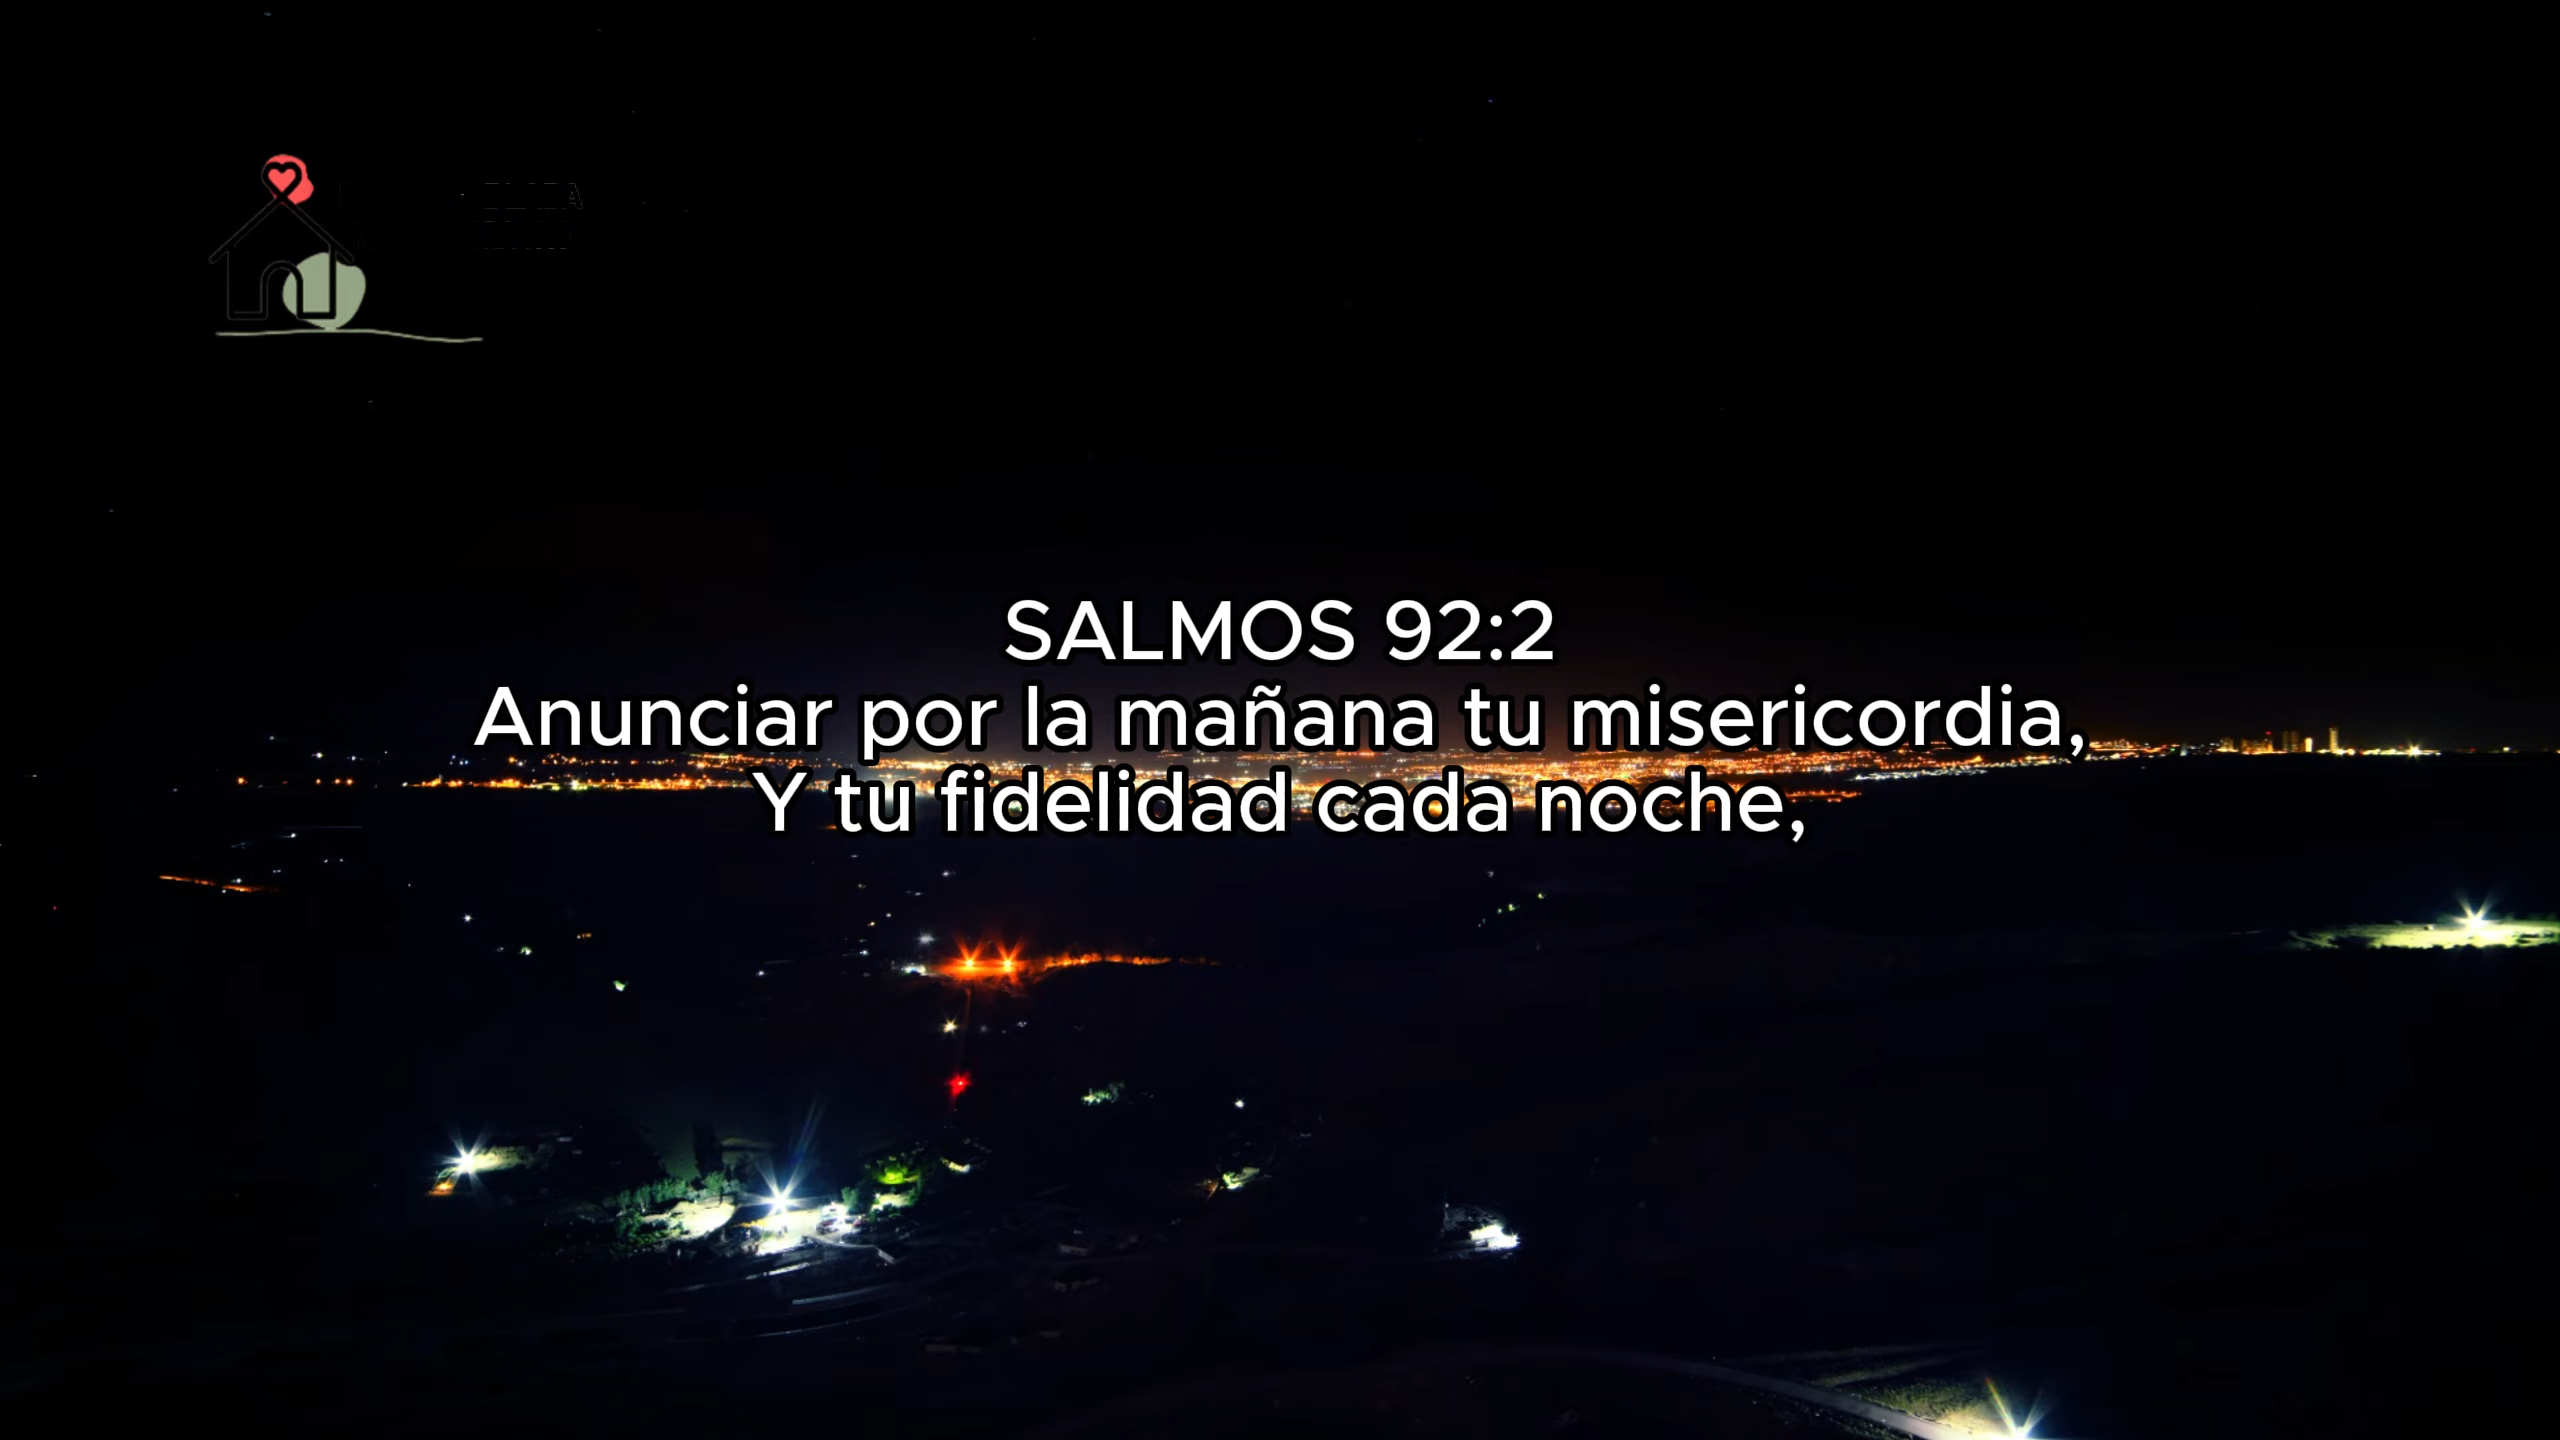 SALMOS 92:2
Anunciar por la mañana tu misericordia,
Y tu fidelidad cada noche,